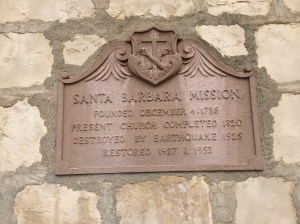 SANTA BARBARA MISSION
FOUNDED DECEMBER 4·1786
PRESENT CHURCH COMPLETED 1820
DESTROYED BY EARTHQUAKE 1925
RESTORED 1927 & 1953